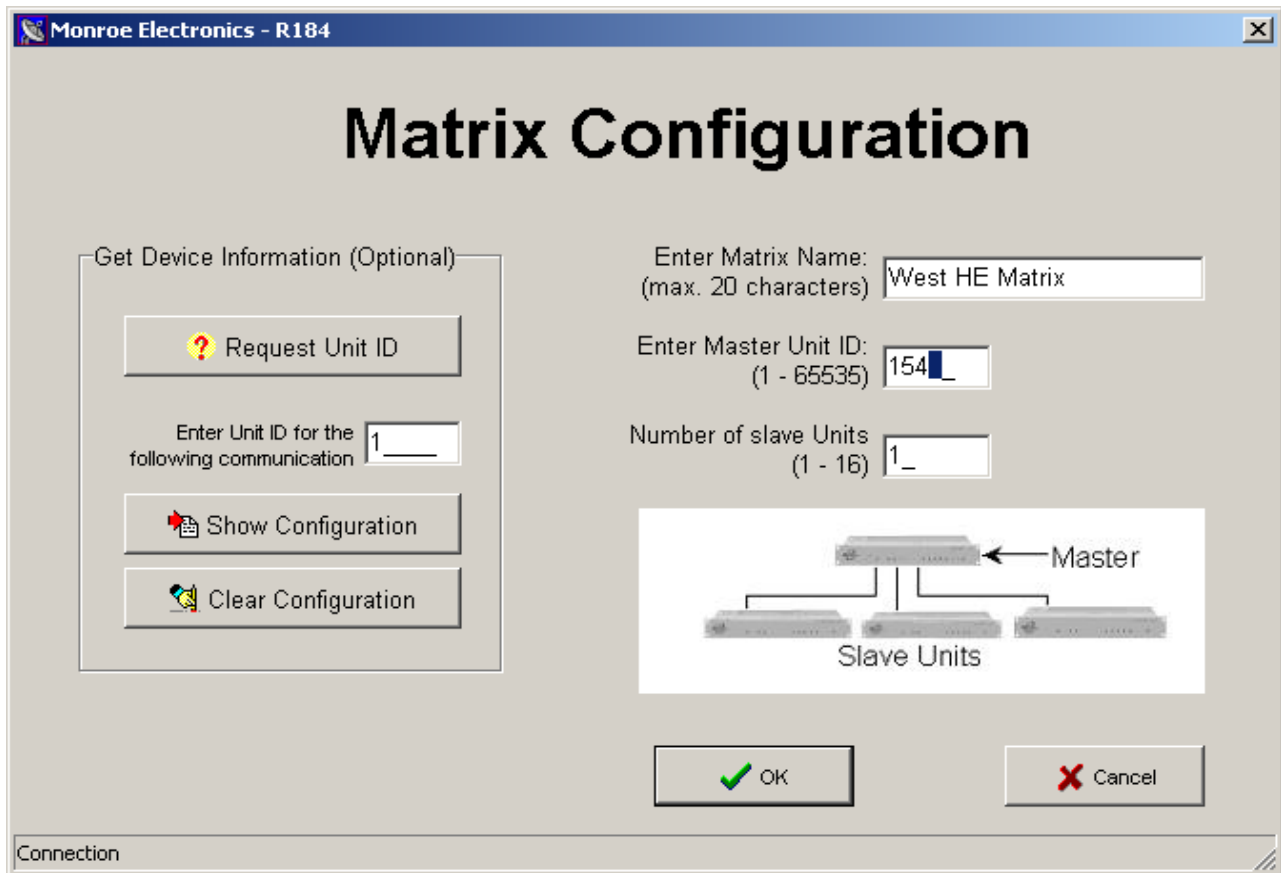 Monroe Electronics - R184
Matrix Configuration
Get Device Information (Optional)
Request Unit ID
Enter Unit ID for the
following communication
1____
Show Configuration
Clear Configuration
Enter Matrix Name:
(max. 20 characters)
West HE Matrix
Enter Master Unit ID:
(1 - 65535)
154 _
Number of slave Units
(1 - 16)
1_
Master
Slave Units
OK
Cancel
Connection